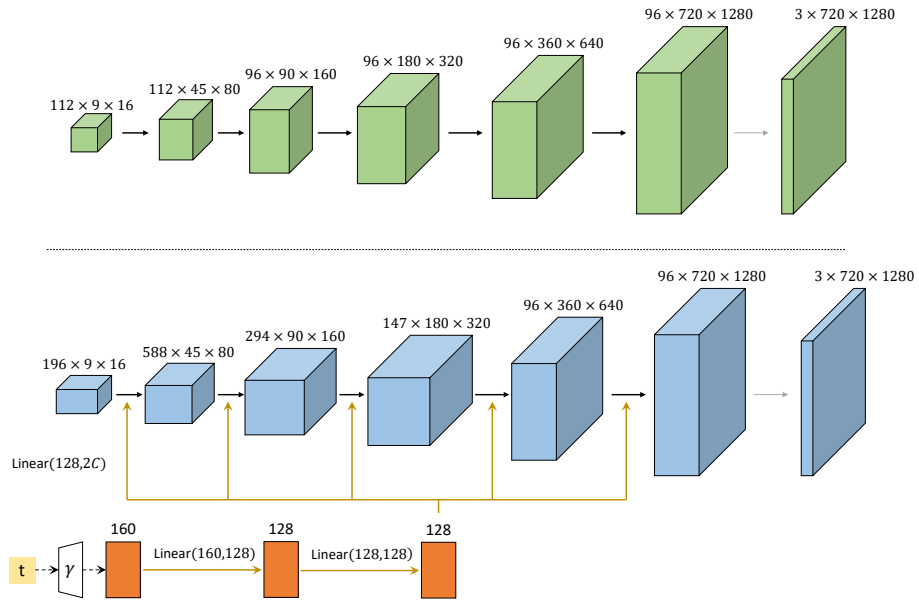 96 × 720 × 1280
3 × 720 × 1280
96 × 360 × 640
96 × 180 × 320
96 × 90 × 160
112 × 45 × 80
112 × 9 × 16
96 × 720 × 1280
3 × 720 × 1280
96 × 360 × 640
147 × 180 × 320
294 × 90 × 160
588 × 45 × 80
196 × 9 × 16
Linear(128,2C)
160
128
128
Linear(160,128)
Linear(128,128)
t
γ